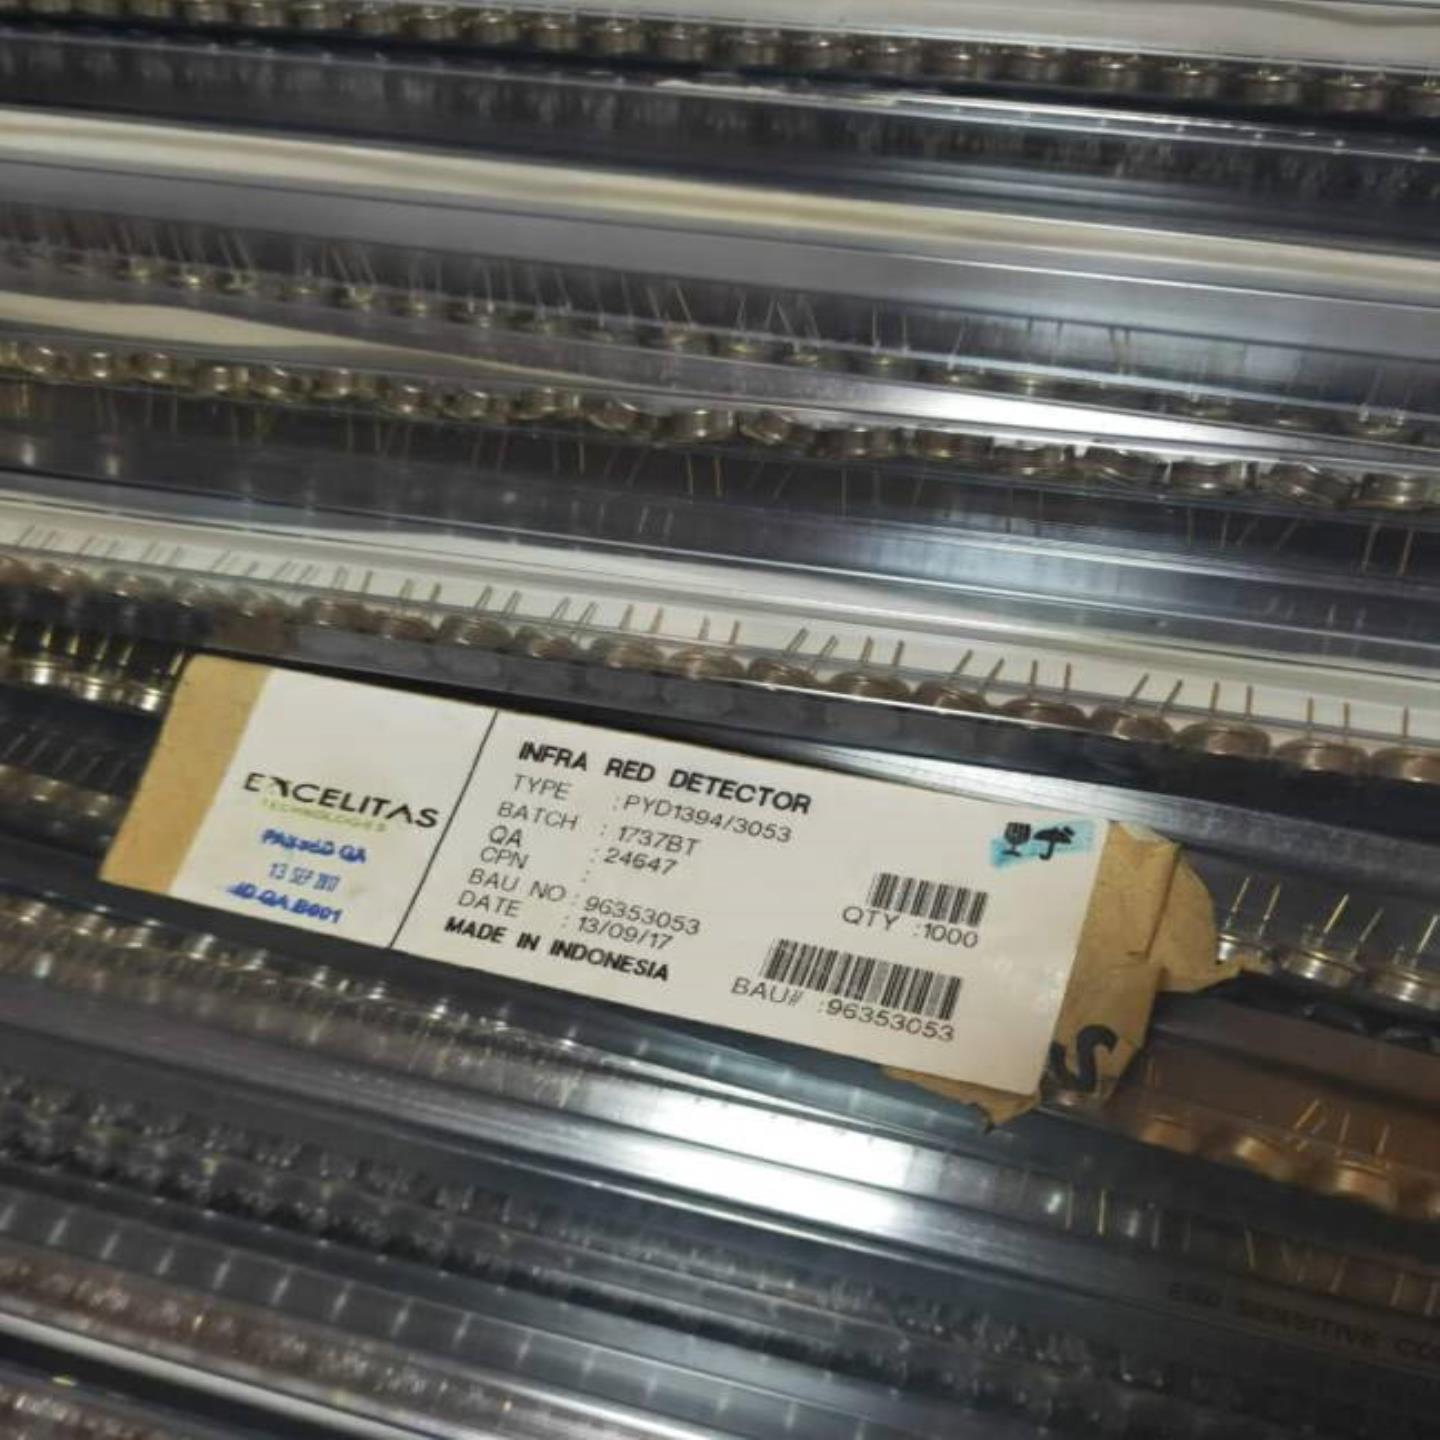 EXCELITAS
TECHNOLOGIES
PASSED QA
13 SEP 2017
INFRA RED DETECTOR
TYPE :PYD1394/3053
BATCH :1737BT
QA :24647
CPN :
BAU NO :96353053
DATE :13/09/17
MADE IN INDONESIA
QTY :1000
BAU# :96353053
S
ESD SENSITIVE